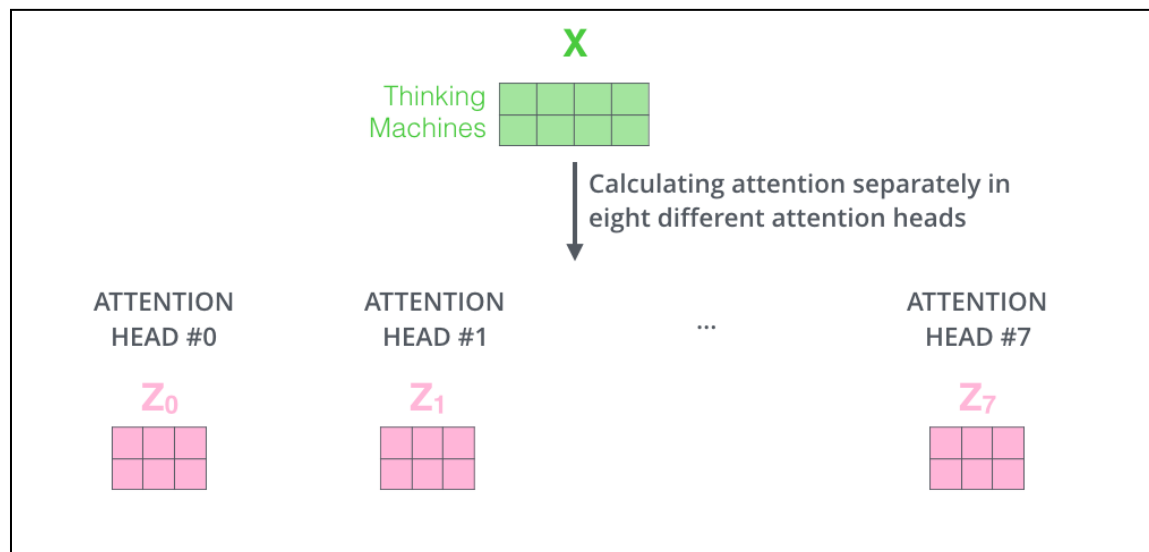 X
Thinking
Machines
Calculating attention separately in
eight different attention heads
ATTENTION
HEAD #0
ATTENTION
HEAD #1
...
ATTENTION
HEAD #7
Z₀
Z₁
Z₇